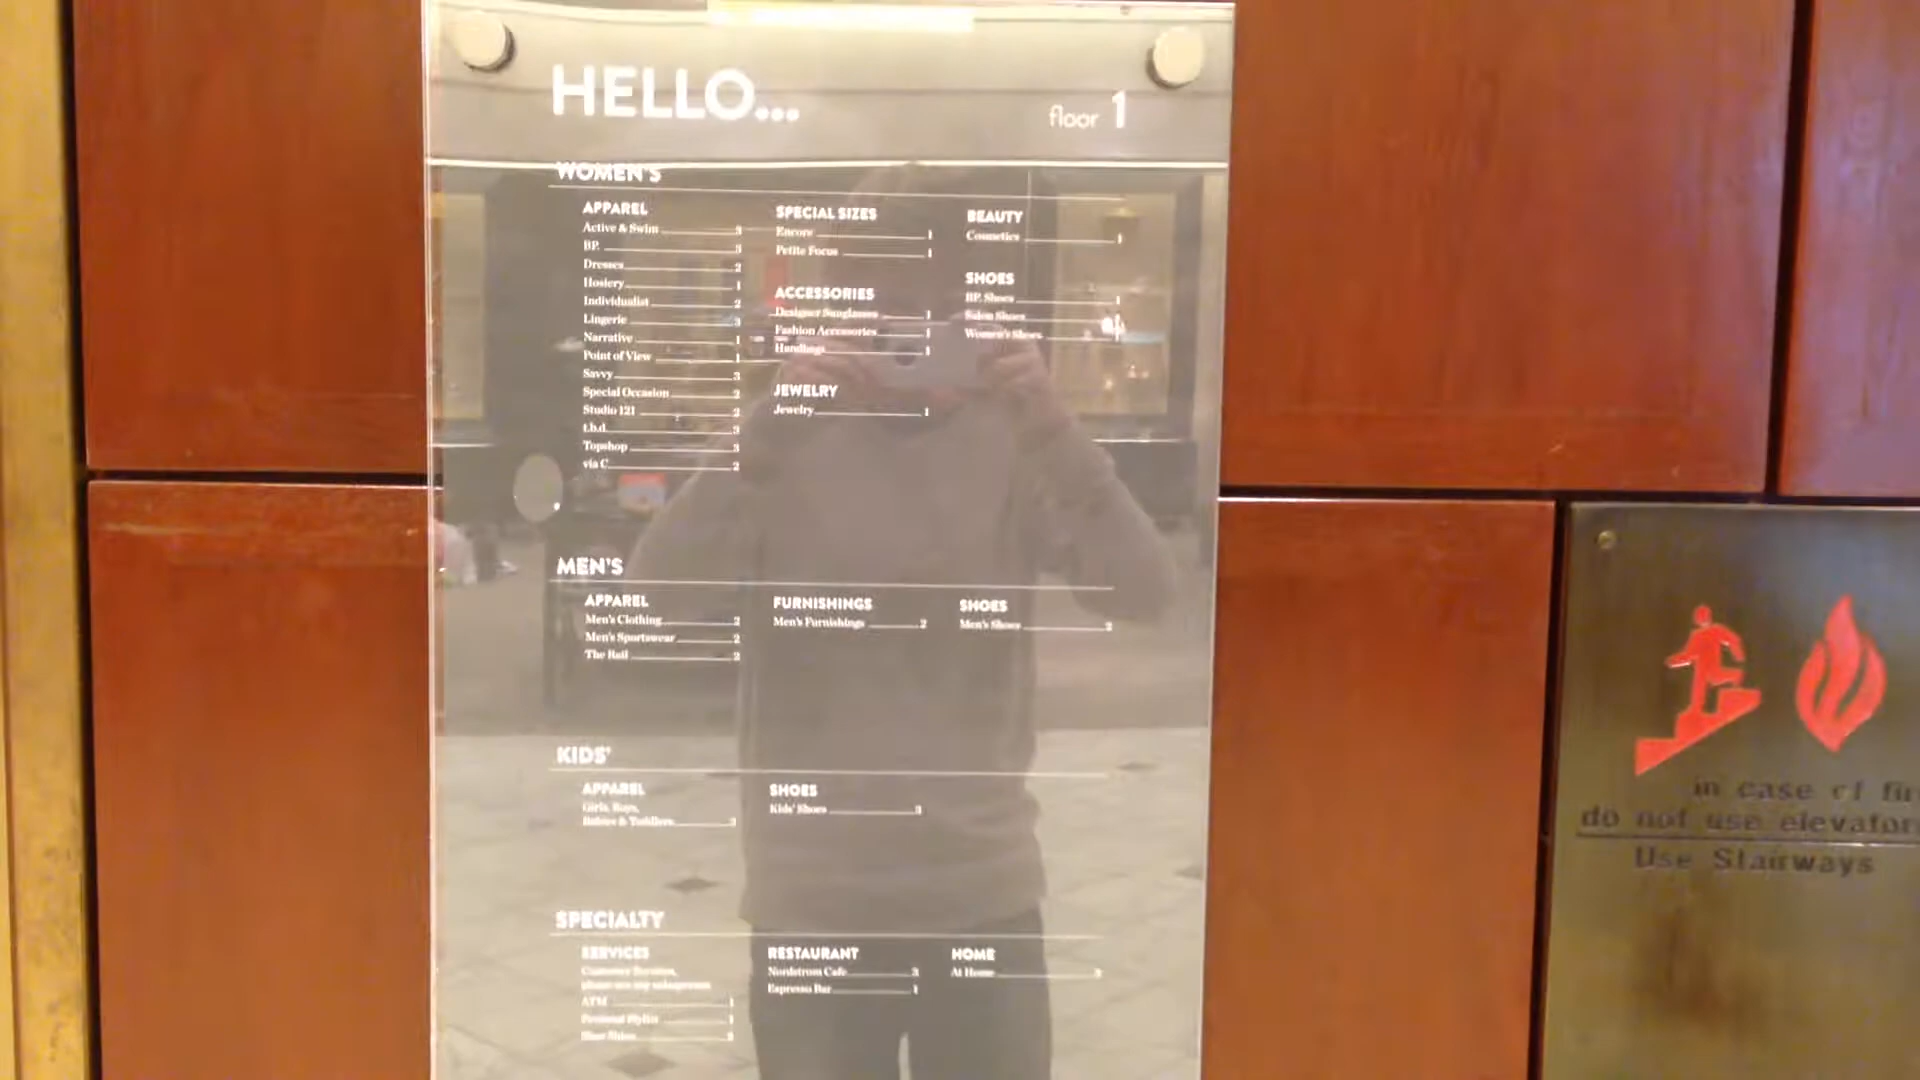 HELLO...
floor 1
WOMEN'S
APPAREL
Active & Swim 3
BP. 3
Dresses 2
Hosiery 1
Individualist 2
Lingerie 3
Narrative 1
Point of View 1
Savvy 3
Special Occasion 2
Studio 121 2
t.b.d. 3
Topshop 3
via C 2
SPECIAL SIZES
Encore 1
Petite Focus 1
ACCESSORIES
Designer Sunglasses 1
Fashion Accessories 1
Handbags 1
JEWELRY
Jewelry 1
BEAUTY
Cosmetics 1
SHOES
BP. Shoes 1
Salon Shoes
Women's Shoes
MEN'S
APPAREL
Men's Clothing 2
Men's Sportswear 2
The Rail 2
FURNISHINGS
Men's Furnishings 2
SHOES
Men's Shoes 2
KIDS'
APPAREL
Girls, Boys,
Babies & Toddlers 3
SHOES
Kids' Shoes 3
SPECIALTY
SERVICES
Customer Service,
please see any salesperson
ATM 1
Personal Stylist 1
Shoe Shine
RESTAURANT
Nordstrom Cafe 3
Espresso Bar 1
HOME
At Home 3
in case of fir
do not use elevator
Use Stairways